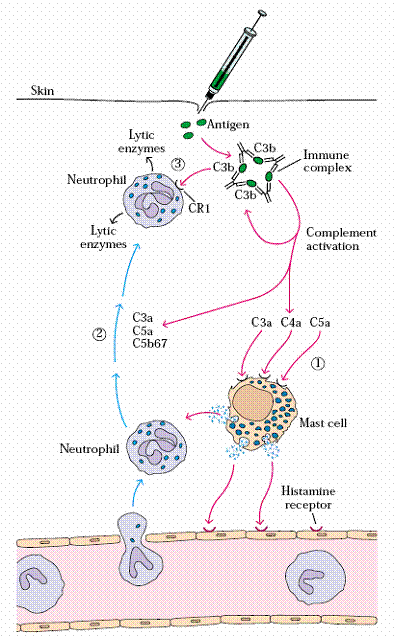 Skin
Antigen
Lytic
enzymes
③
C3b
C3b
C3b
Immune
complex
Neutrophil
CR1
Lytic
enzymes
Complement
activation
②
C3a
C5a
C5b67
C3a C4a C5a
①
Mast cell
Neutrophil
Histamine
receptor